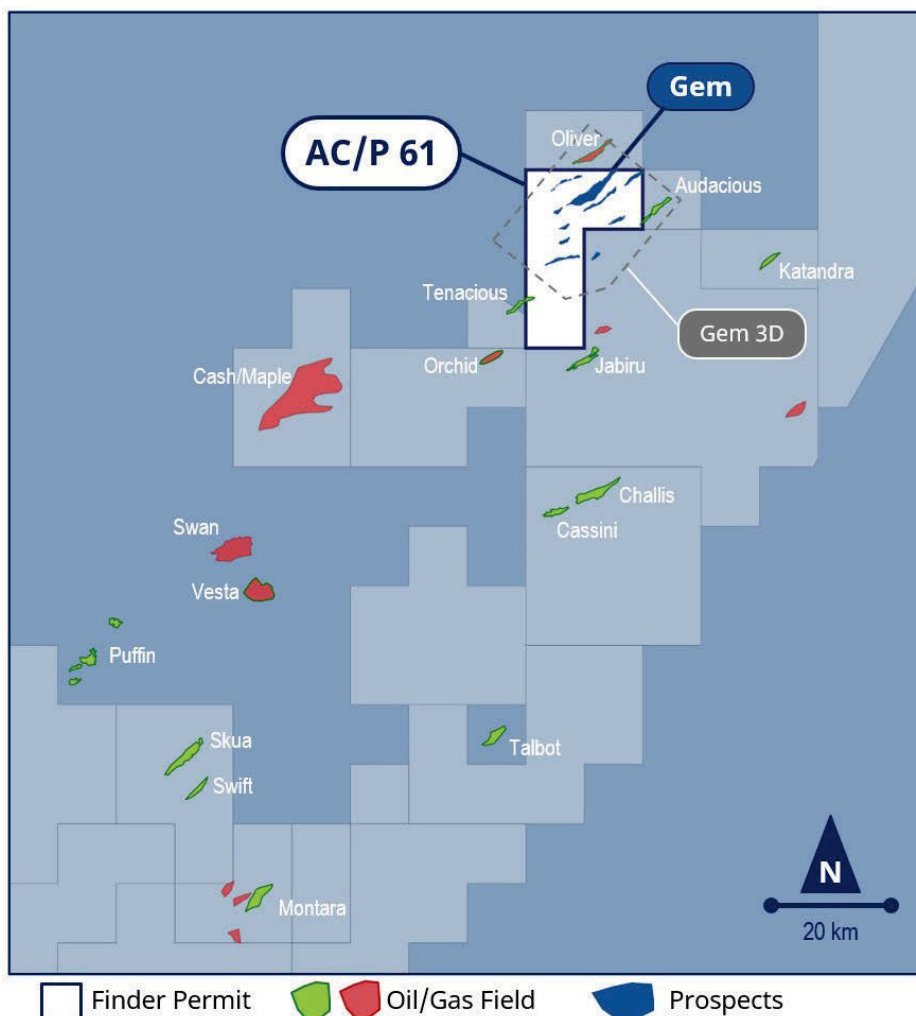 Gem
AC/P 61
Oliver
Audacious
Katandra
Tenacious
Gem 3D
Orchid
Jabiru
Cash/Maple
Challis
Cassini
Swan
Vesta
Puffin
Skua
Talbot
Swift
Montara
N
20 km
Finder Permit Oil/Gas Field Prospects